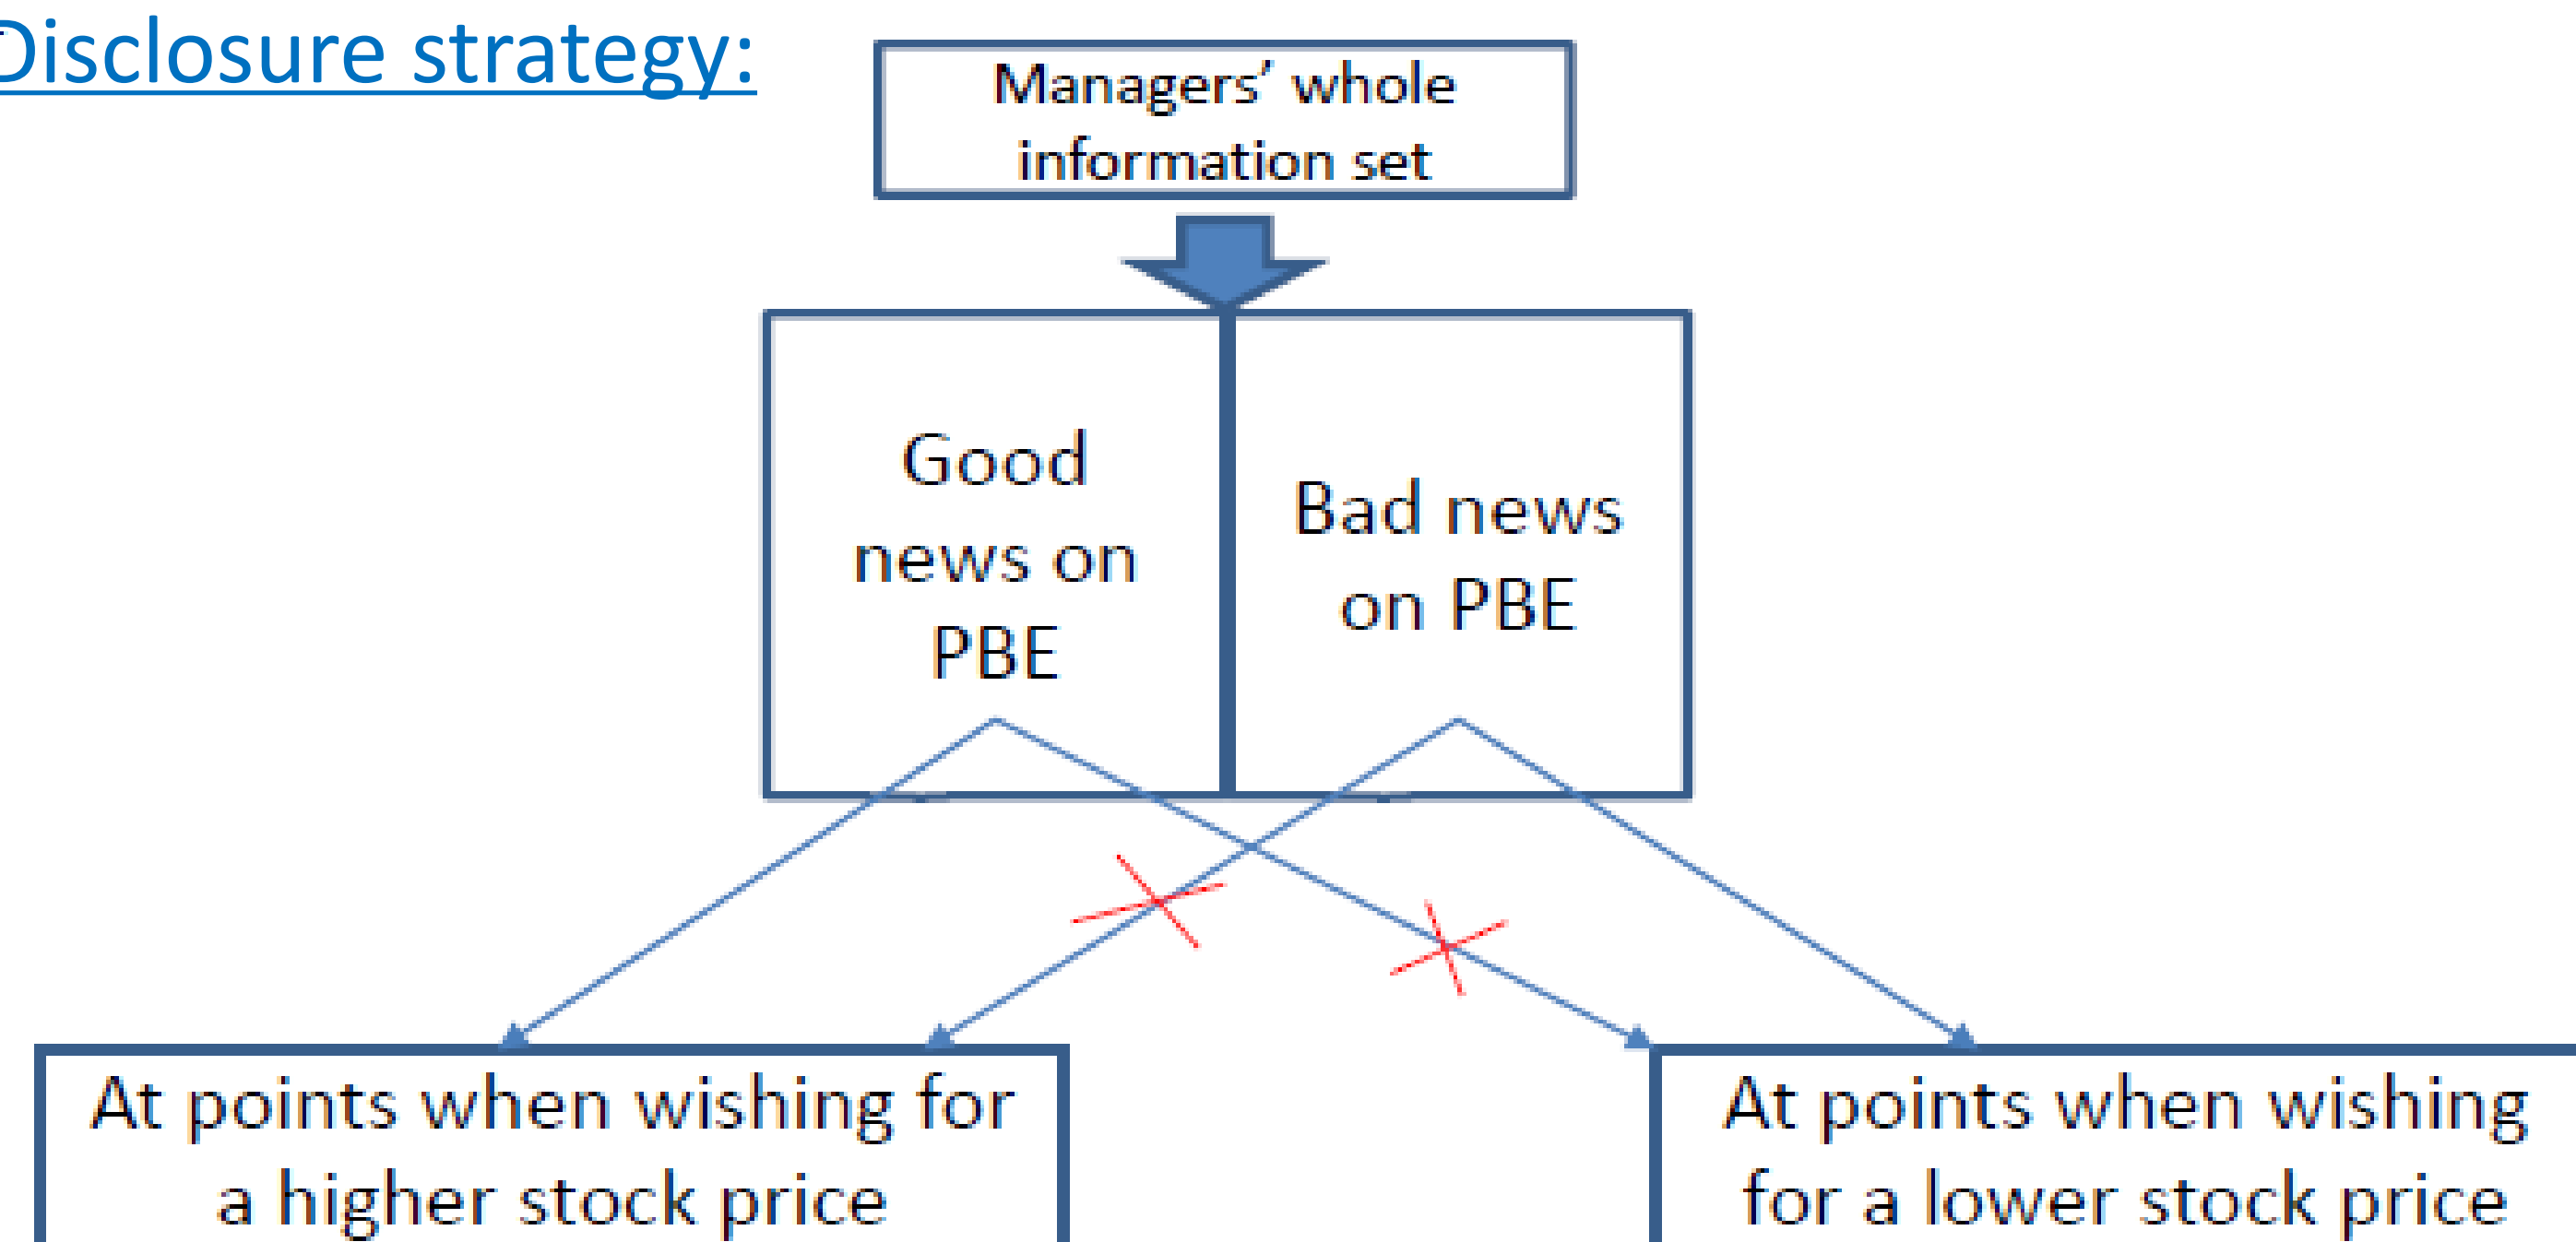 Disclosure strategy:
Managers’ whole
information set
Good
news on
PBE
Bad news
on PBE
At points when wishing for
a higher stock price
At points when wishing
for a lower stock price